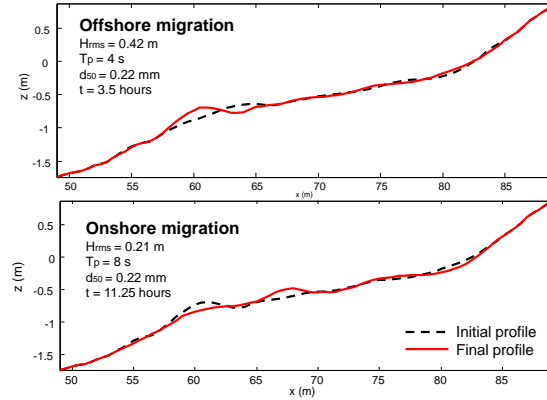 Offshore migration
Hrms = 0.42 m
Tp = 4 s
d50 = 0.22 mm
t = 3.5 hours
z (m)
0.5
0
-0.5
-1
-1.5
50 55 60 65 70 75 80 85
x (m)
Onshore migration
Hrms = 0.21 m
Tp = 8 s
d50 = 0.22 mm
t = 11.25 hours
z (m)
0.5
0
-0.5
-1
-1.5
Initial profile
Final profile
50 55 60 65 70 75 80 85
x (m)